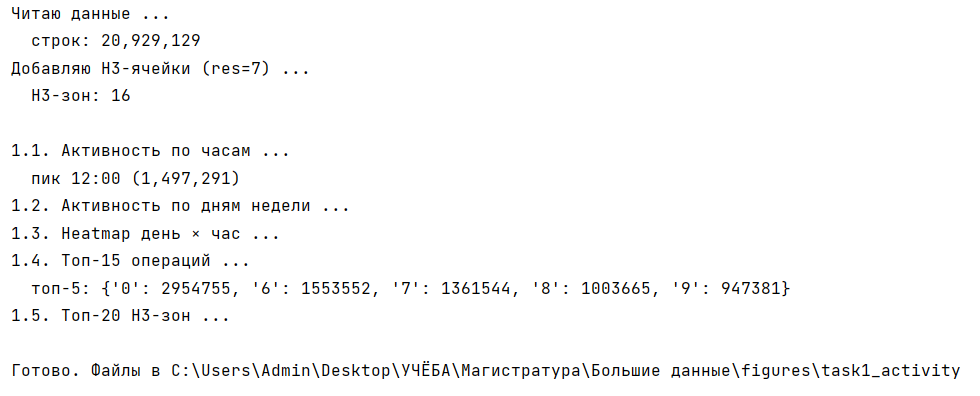 Читаю данные ...
строк: 20,929,129
Добавляю H3-ячейки (res=7) ...
H3-зон: 16
1.1. Активность по часам ...
пик 12:00 (1,497,291)
1.2. Активность по дням недели ...
1.3. Heatmap день × час ...
1.4. Топ-15 операций ...
топ-5: {'0': 2954755, '6': 1553552, '7': 1361544, '8': 1003665, '9': 947381}
1.5. Топ-20 H3-зон ...
Готово. Файлы в C:\Users\Admin\Desktop\УЧЁБА\Магистратура\Большие данные\figures\task1_activity